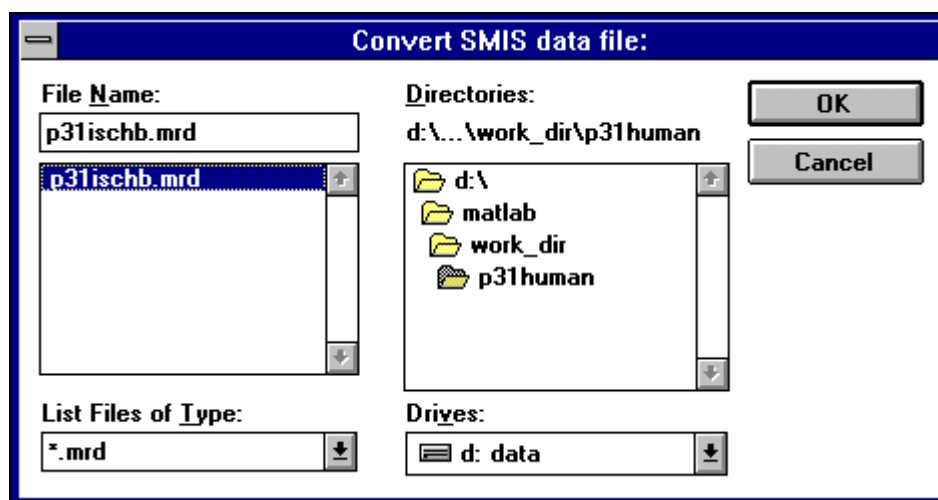 Convert SMIS data file:
File Name:
p31ischb.mrd
p31ischb.mrd
List Files of Type:
*.mrd
Directories:
d:\...\work_dir\p31human
d:\
matlab
work_dir
p31human
Drives:
d: data
OK
Cancel